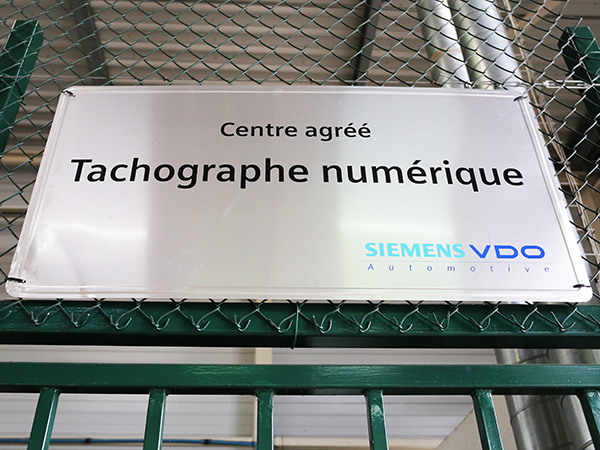 Centre agréé
Tachographe numérique
SIEMENS VDO
Automotive